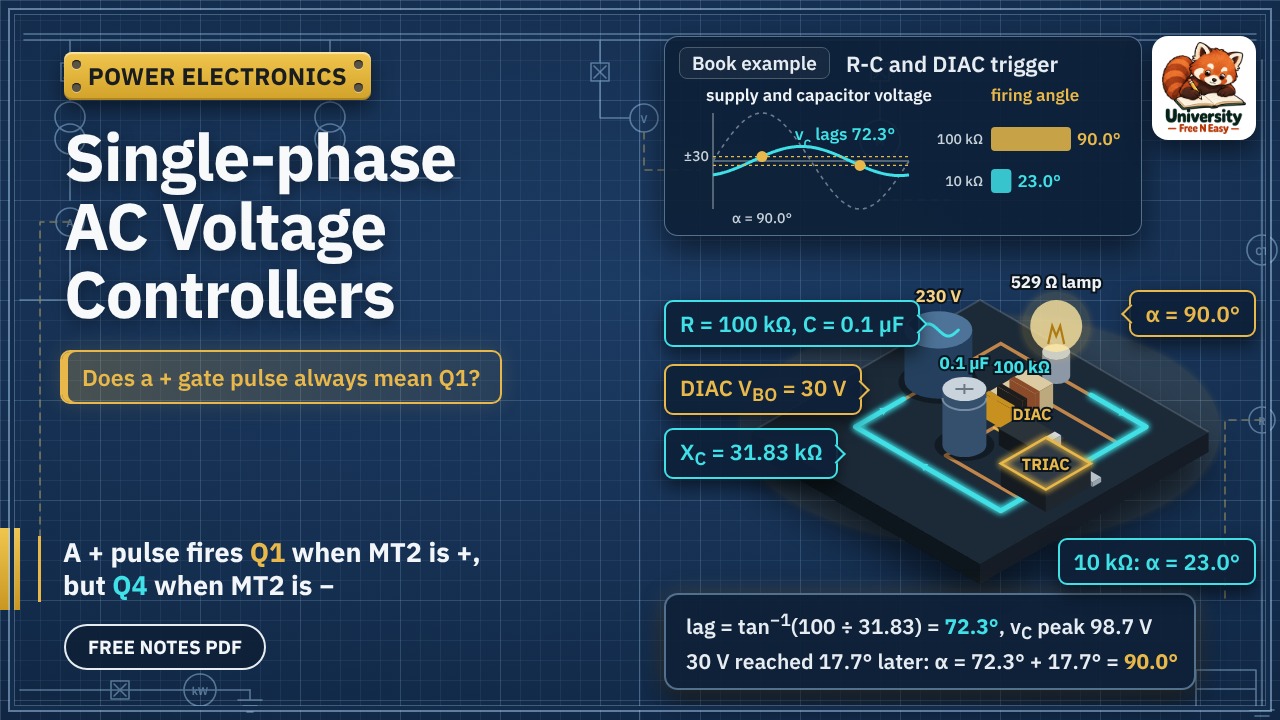 POWER ELECTRONICS
Single-phase
AC Voltage
Controllers
Does a + gate pulse always mean Q1?
A + pulse fires Q1 when MT2 is +,
but Q4 when MT2 is –
FREE NOTES PDF
kW
V
Book example
R-C and DIAC trigger
supply and capacitor voltage
firing angle
v_c lags 72.3°
±30
α = 90.0°
100 kΩ
90.0°
10 kΩ
23.0°
University
Free N Easy
230 V
529 Ω lamp
R = 100 kΩ, C = 0.1 µF
α = 90.0°
0.1 µF
100 kΩ
DIAC V_BO = 30 V
DIAC
X_C = 31.83 kΩ
TRIAC
10 kΩ: α = 23.0°
lag = tan⁻¹(100 ÷ 31.83) = 72.3°, v_C peak 98.7 V
30 V reached 17.7° later: α = 72.3° + 17.7° = 90.0°